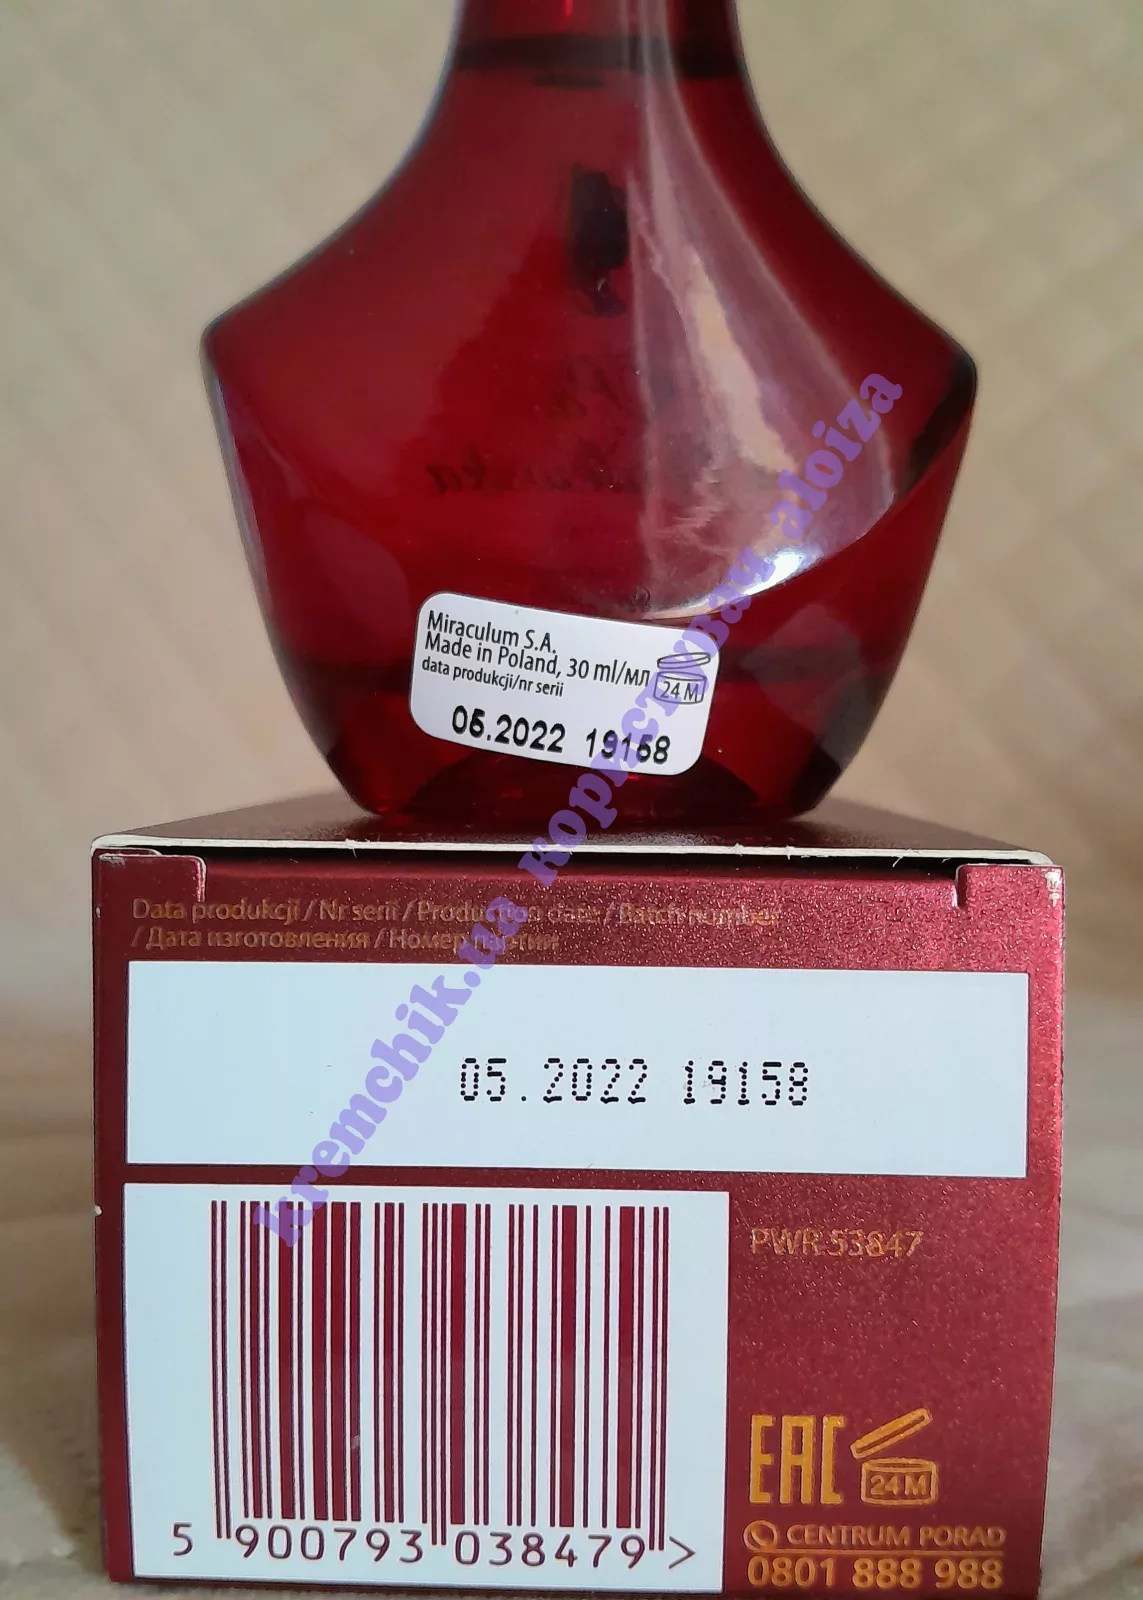 Miraculum S.A.
Made in Poland, 30 ml/мл
24 M
data produkcji/nr serii
05.2022 19158
Data produkcji / Nr serii / Production date / Batch number
/ Дата изготовления / Номер партии
05.2022 19158
PWR 53847
EAC
24 M
CENTRUM PORAD
0801 888 988
5 900793 038479 >
kremchik.ua користувач aloiza